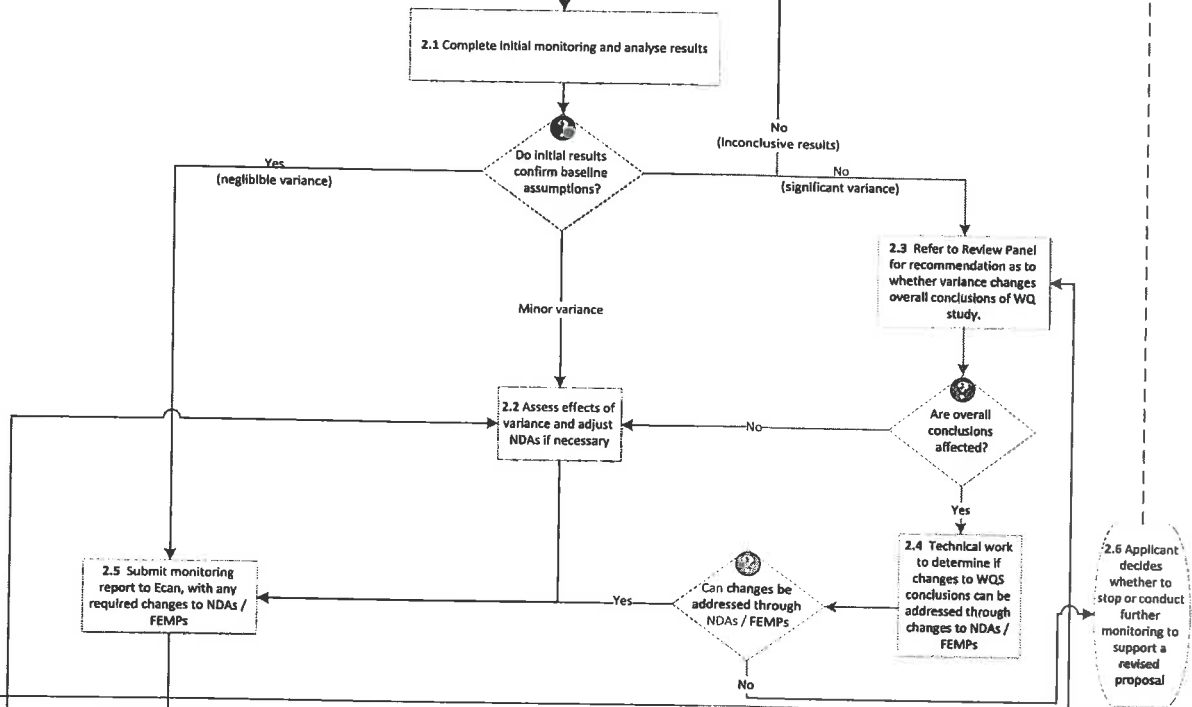 2.1 Complete initial monitoring and analyse results
Do initial results
confirm baseline
assumptions?
Yes
(neglibible variance)
No
(Inconclusive results)
No
(significant variance)
2.3 Refer to Review Panel
for recommendation as to
whether variance changes
overall conclusions of WQ
study.
Minor variance
2.2 Assess effects of
variance and adjust
NDAs if necessary
No
Are overall
conclusions
affected?
Yes
2.4 Technical work
to determine if
changes to WQS
conclusions can be
addressed through
changes to NDAs /
FEMPs
Can changes be
addressed through
NDAs / FEMPs
Yes
No
2.5 Submit monitoring
report to Ecan, with any
required changes to NDAs /
FEMPs
2.6 Applicant
decides
whether to
stop or conduct
further
monitoring to
support a
revised
proposal